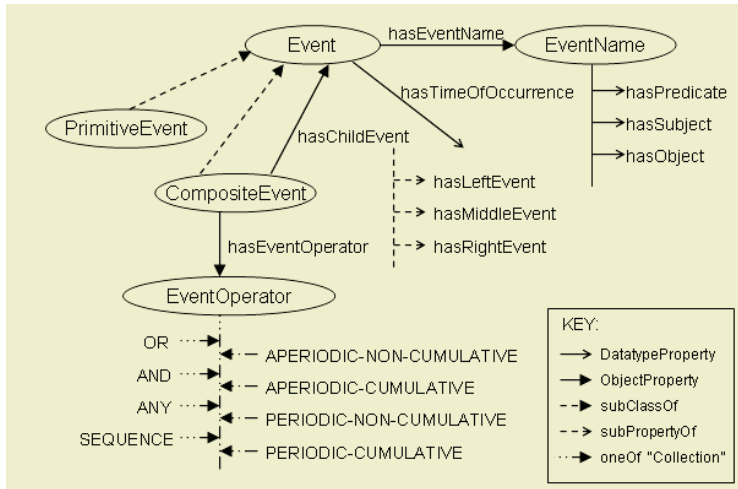 Event
hasEventName
EventName
hasTimeOfOccurrence
hasPredicate
hasSubject
hasObject
PrimitiveEvent
hasChildEvent
CompositeEvent
hasLeftEvent
hasMiddleEvent
hasRightEvent
hasEventOperator
EventOperator
OR
APERIODIC-NON-CUMULATIVE
AND
APERIODIC-CUMULATIVE
ANY
PERIODIC-NON-CUMULATIVE
SEQUENCE
PERIODIC-CUMULATIVE
KEY:
DatatypeProperty
ObjectProperty
subClassOf
subPropertyOf
oneOf "Collection"